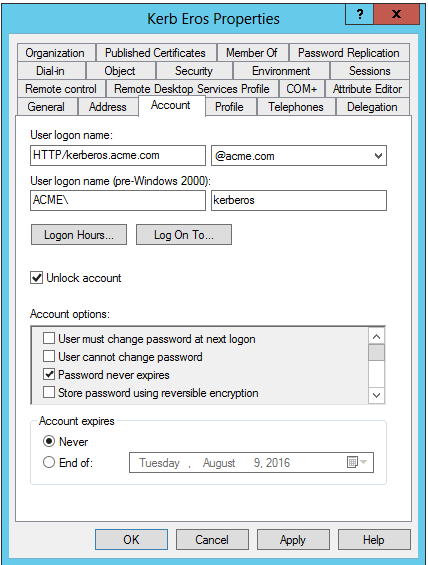 Kerb Eros Properties
? x
Organization Published Certificates Member Of Password Replication
Dial-in Object Security Environment Sessions
Remote control Remote Desktop Services Profile COM+ Attribute Editor
General Address Account Profile Telephones Delegation
User logon name:
HTTP/kerberos.acme.com @acme.com
User logon name (pre-Windows 2000):
ACME\ kerberos
Logon Hours... Log On To...
Unlock account
Account options:
User must change password at next logon
User cannot change password
Password never expires
Store password using reversible encryption
Account expires
Never
End of: Tuesday , August 9, 2016
OK Cancel Apply Help